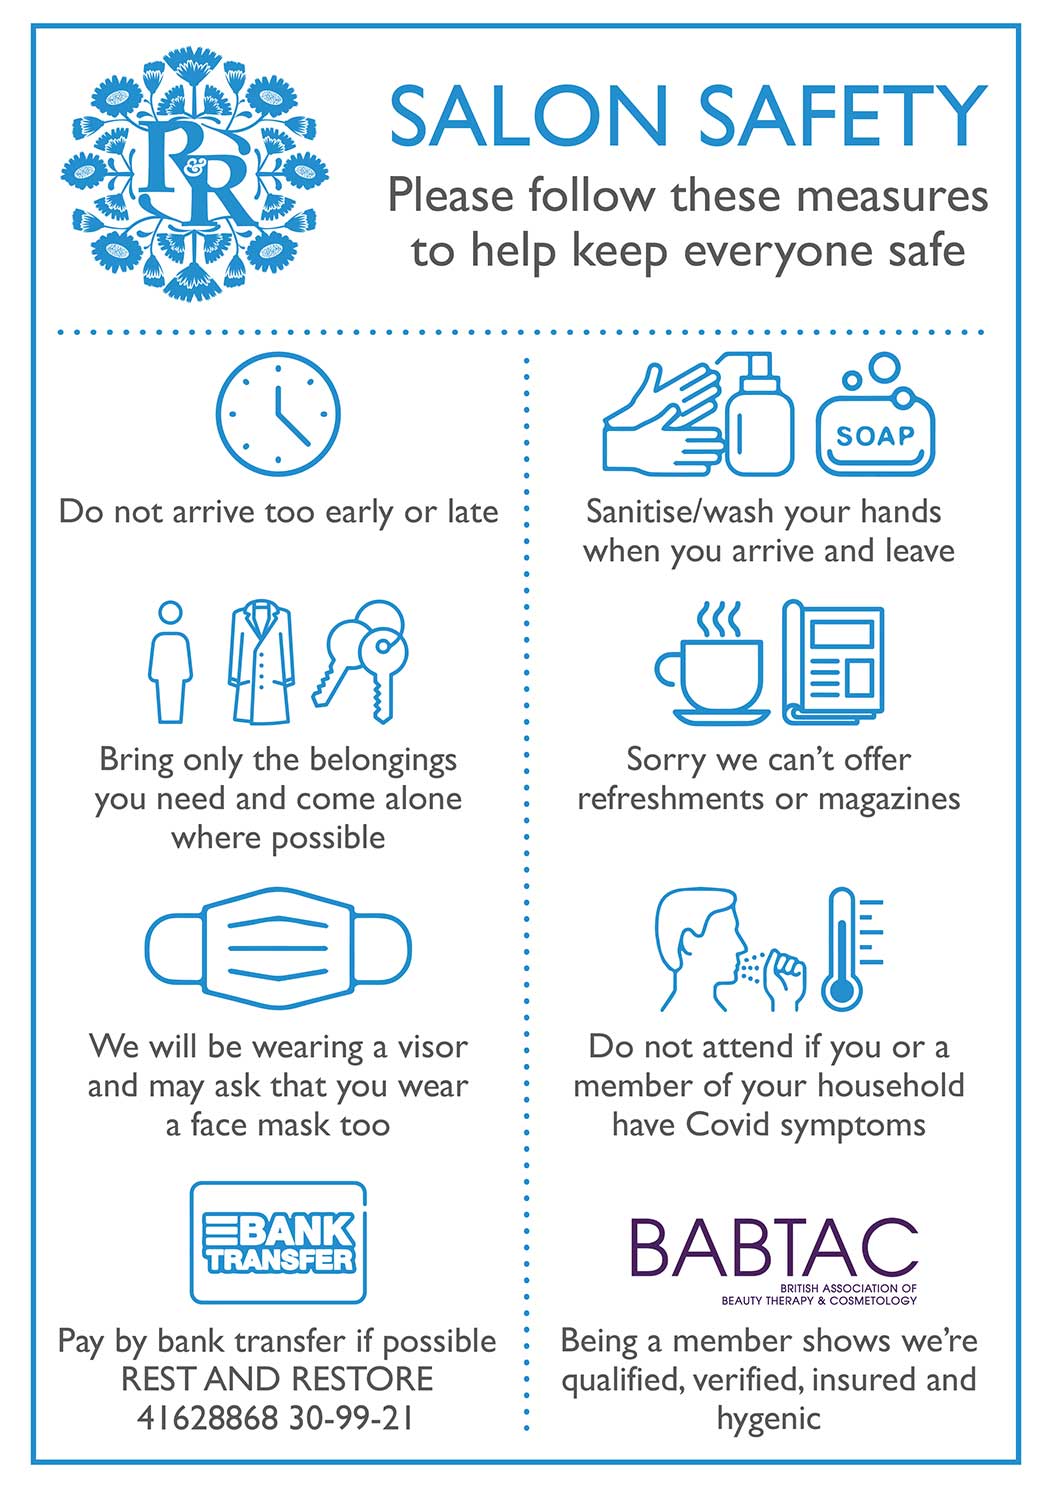 R&R
SALON SAFETY
Please follow these measures
to help keep everyone safe
Do not arrive too early or late
SOAP
Sanitise/wash your hands
when you arrive and leave
Bring only the belongings
you need and come alone
where possible
Sorry we can't offer
refreshments or magazines
We will be wearing a visor
and may ask that you wear
a face mask too
Do not attend if you or a
member of your household
have Covid symptoms
BANK
TRANSFER
Pay by bank transfer if possible
REST AND RESTORE
41628868 30-99-21
BABTAC
BRITISH ASSOCIATION OF
BEAUTY THERAPY & COSMETOLOGY
Being a member shows we're
qualified, verified, insured and
hygenic